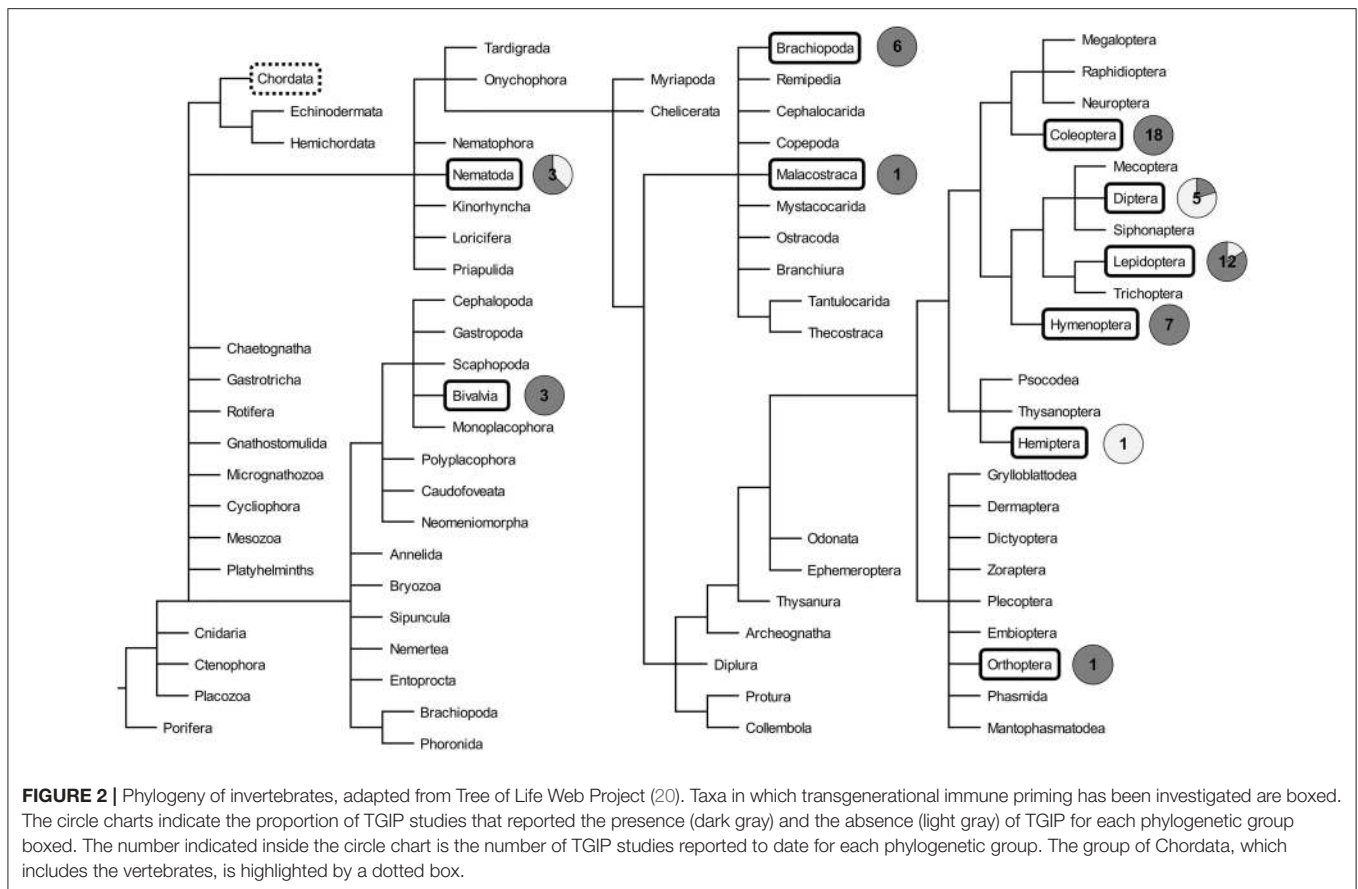 Chordata
Echinodermata
Hemichordata
Tardigrada
Onychophora
Nematophora
Nematoda
3
Kinorhyncha
Loricifera
Priapulida
Chaetognatha
Gastrotricha
Rotifera
Gnathostomulida
Micrognathozoa
Cycliophora
Mesozoa
Platyhelminths
Cnidaria
Ctenophora
Placozoa
Porifera
Cephalopoda
Gastropoda
Scaphopoda
Bivalvia
3
Monoplacophora
Polyplacophora
Caudofoveata
Neomeniomorpha
Annelida
Bryozoa
Sipuncula
Nemertea
Entoprocta
Brachiopoda
Phoronida
Myriapoda
Chelicerata
Brachiopoda
6
Remipedia
Cephalocarida
Copepoda
Malacostraca
1
Mystacocarida
Ostracoda
Branchiura
Tantulocarida
Thecostraca
Odonata
Ephemeroptera
Thysanura
Archeognatha
Diplura
Protura
Collembola
Megaloptera
Raphidioptera
Neuroptera
Coleoptera
18
Mecoptera
Diptera
5
Siphonaptera
Lepidoptera
12
Trichoptera
Hymenoptera
7
Psocodea
Thysanoptera
Hemiptera
1
Grylloblattodea
Dermaptera
Dictyoptera
Zoraptera
Plecoptera
Embioptera
Orthoptera
1
Phasmida
Mantophasmatodea
FIGURE 2 | Phylogeny of invertebrates, adapted from Tree of Life Web Project (20). Taxa in which transgenerational immune priming has been investigated are boxed.
The circle charts indicate the proportion of TGIP studies that reported the presence (dark gray) and the absence (light gray) of TGIP for each phylogenetic group
boxed. The number indicated inside the circle chart is the number of TGIP studies reported to date for each phylogenetic group. The group of Chordata, which
includes the vertebrates, is highlighted by a dotted box.